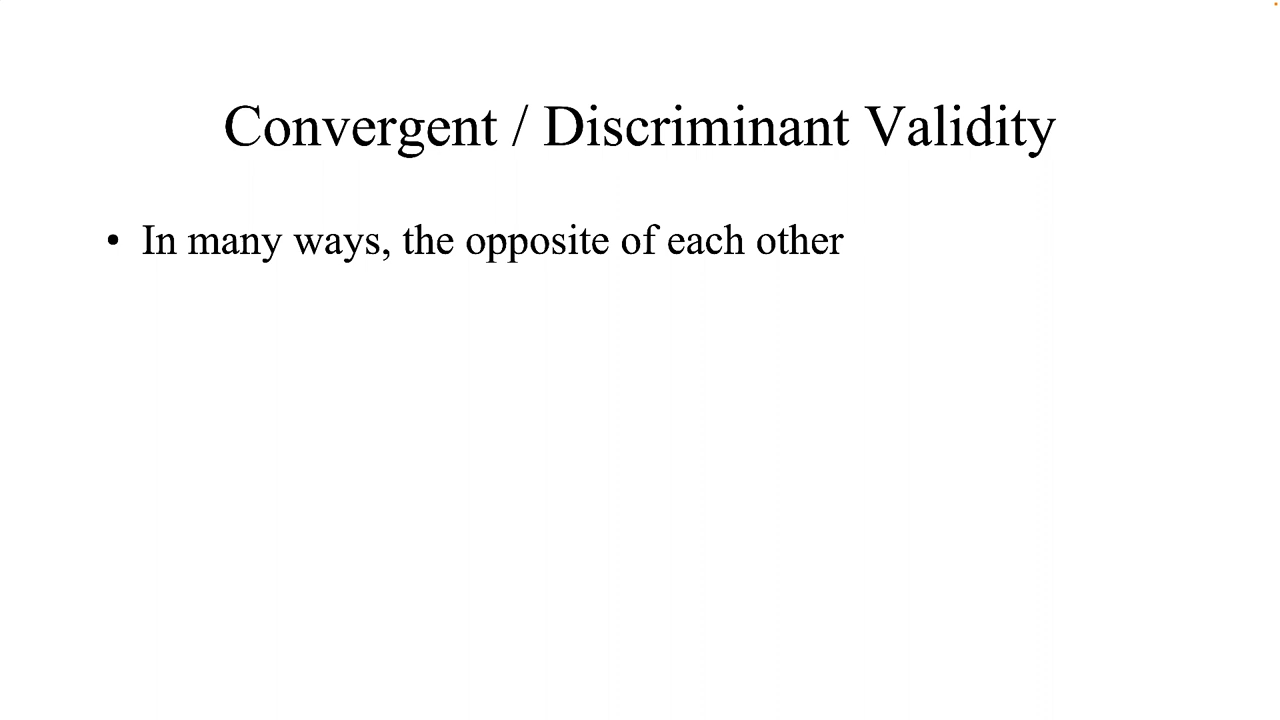 Convergent / Discriminant Validity
• In many ways, the opposite of each other